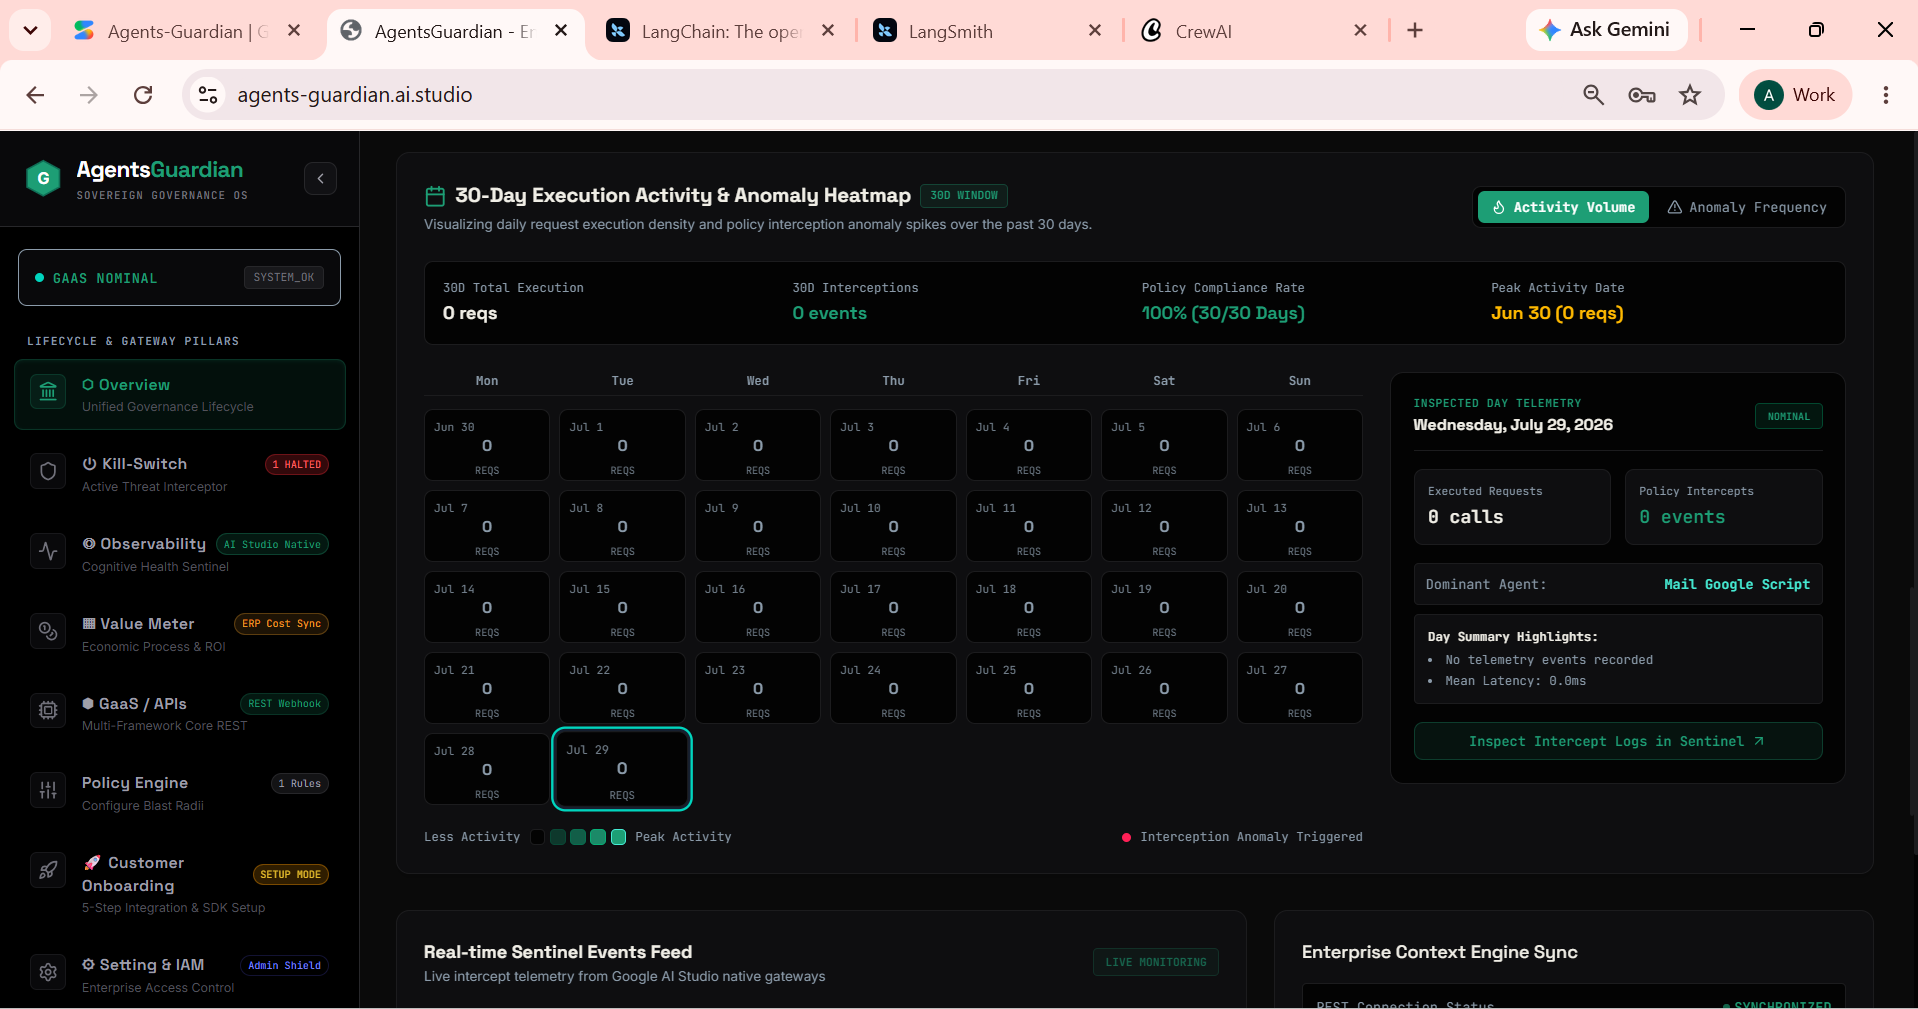 Agents-Guardian | G
AgentsGuardian - Er
LangChain: The oper
LangSmith
CrewAI
Ask Gemini
agents-guardian.ai.studio
A Work
G
AgentsGuardian
SOVEREIGN GOVERNANCE OS
GAAS NOMINAL SYSTEM_OK
LIFECYCLE & GATEWAY PILLARS
Overview
Unified Governance Lifecycle
Kill-Switch 1 HALTED
Active Threat Interceptor
Observability AI Studio Native
Cognitive Health Sentinel
Value Meter ERP Cost Sync
Economic Process & ROI
GaaS / APIs REST Webhook
Multi-Framework Core REST
Policy Engine 1 Rules
Configure Blast Radii
🚀 Customer
Onboarding SETUP MODE
5-Step Integration & SDK Setup
Setting & IAM Admin Shield
Enterprise Access Control
30-Day Execution Activity & Anomaly Heatmap 30D WINDOW
Visualizing daily request execution density and policy interception anomaly spikes over the past 30 days.
Activity Volume Anomaly Frequency
30D Total Execution 30D Interceptions Policy Compliance Rate Peak Activity Date
0 reqs 0 events 100% (30/30 Days) Jun 30 (0 reqs)
Mon Tue Wed Thu Fri Sat Sun
Jun 30 Jul 1 Jul 2 Jul 3 Jul 4 Jul 5 Jul 6
0 0 0 0 0 0 0
REQS REQS REQS REQS REQS REQS REQS
Jul 7 Jul 8 Jul 9 Jul 10 Jul 11 Jul 12 Jul 13
0 0 0 0 0 0 0
REQS REQS REQS REQS REQS REQS REQS
Jul 14 Jul 15 Jul 16 Jul 17 Jul 18 Jul 19 Jul 20
0 0 0 0 0 0 0
REQS REQS REQS REQS REQS REQS REQS
Jul 21 Jul 22 Jul 23 Jul 24 Jul 25 Jul 26 Jul 27
0 0 0 0 0 0 0
REQS REQS REQS REQS REQS REQS REQS
Jul 28 Jul 29
0 0
REQS REQS
Less Activity Peak Activity
Interception Anomaly Triggered
INSPECTED DAY TELEMETRY
Wednesday, July 29, 2026
NOMINAL
Executed Requests Policy Intercepts
0 calls 0 events
Dominant Agent: Mail Google Script
Day Summary Highlights:
• No telemetry events recorded
• Mean Latency: 0.0ms
Inspect Intercept Logs in Sentinel ↗
Real-time Sentinel Events Feed
Live intercept telemetry from Google AI Studio native gateways
LIVE MONITORING
Enterprise Context Engine Sync
REST Connection Status SYNCHRONIZED